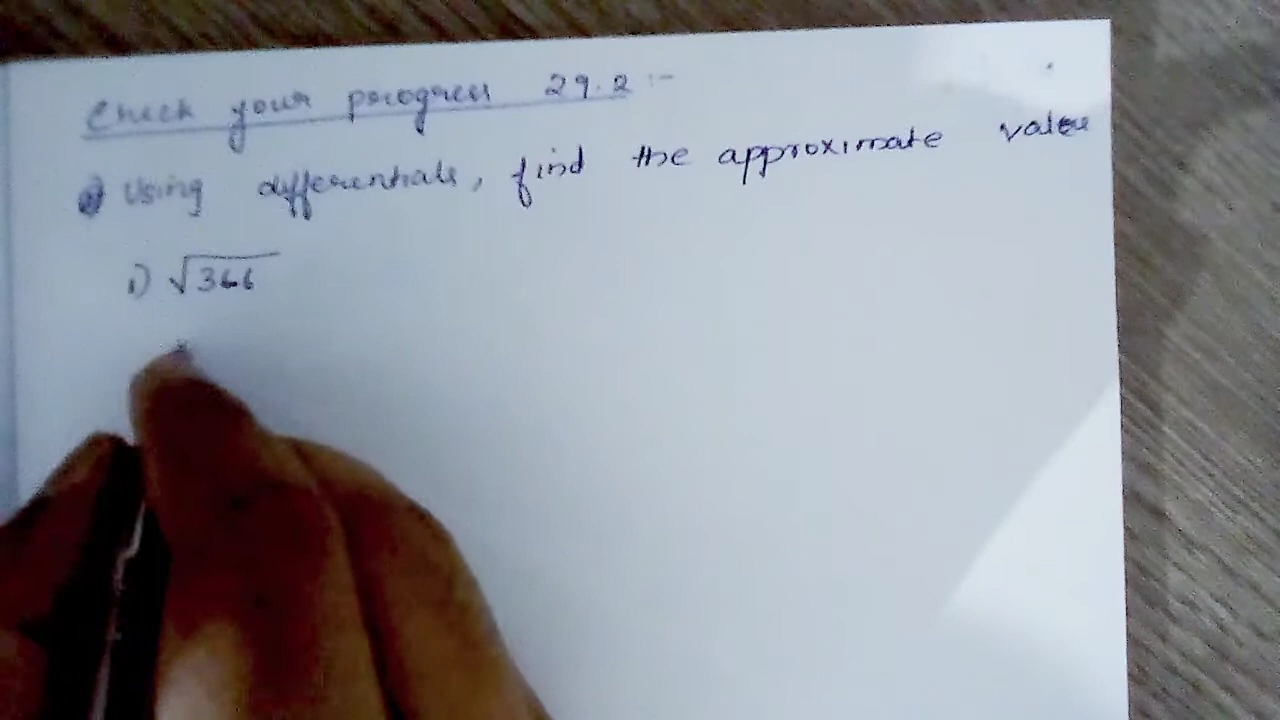 Check your progress 29.2 :-
Using differentials, find the approximate value
i) √366